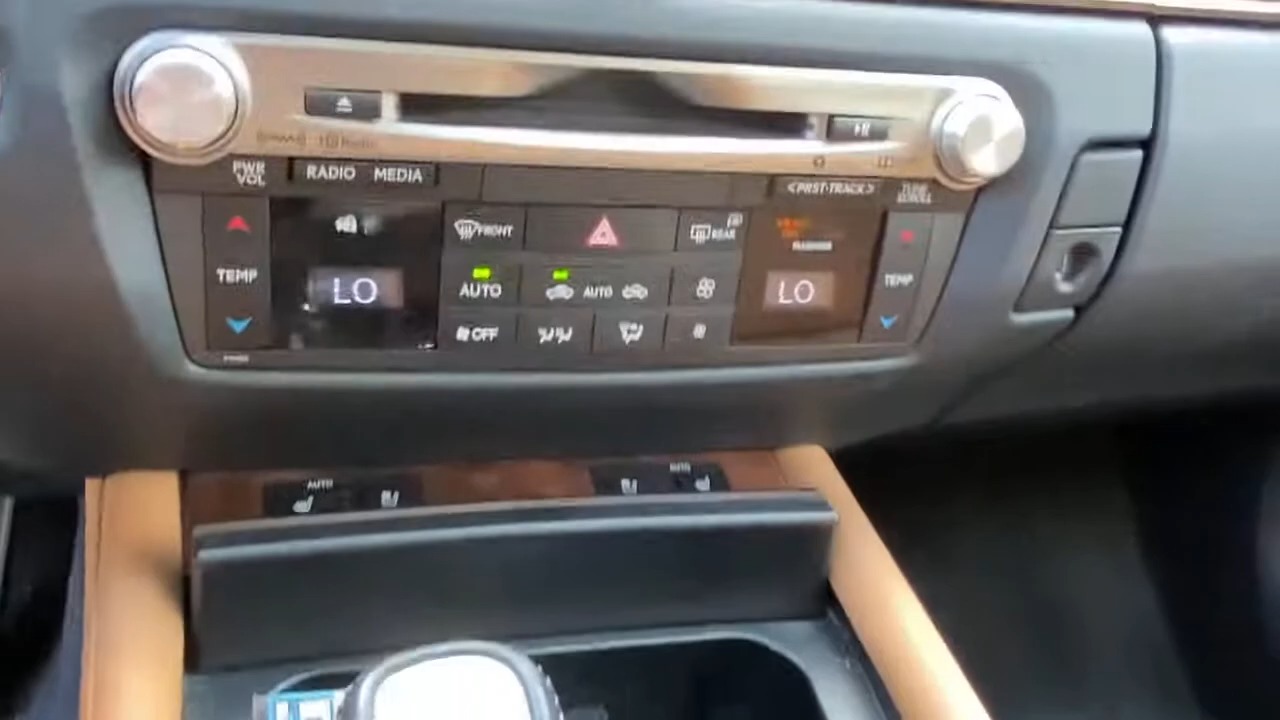 PWR
VOL
RADIO MEDIA
<PRST·TRACK>
TUNE
SCROLL
FRONT
REAR
TEMP
LO
AUTO
AUTO
LO
TEMP
OFF
AUTO
AUTO